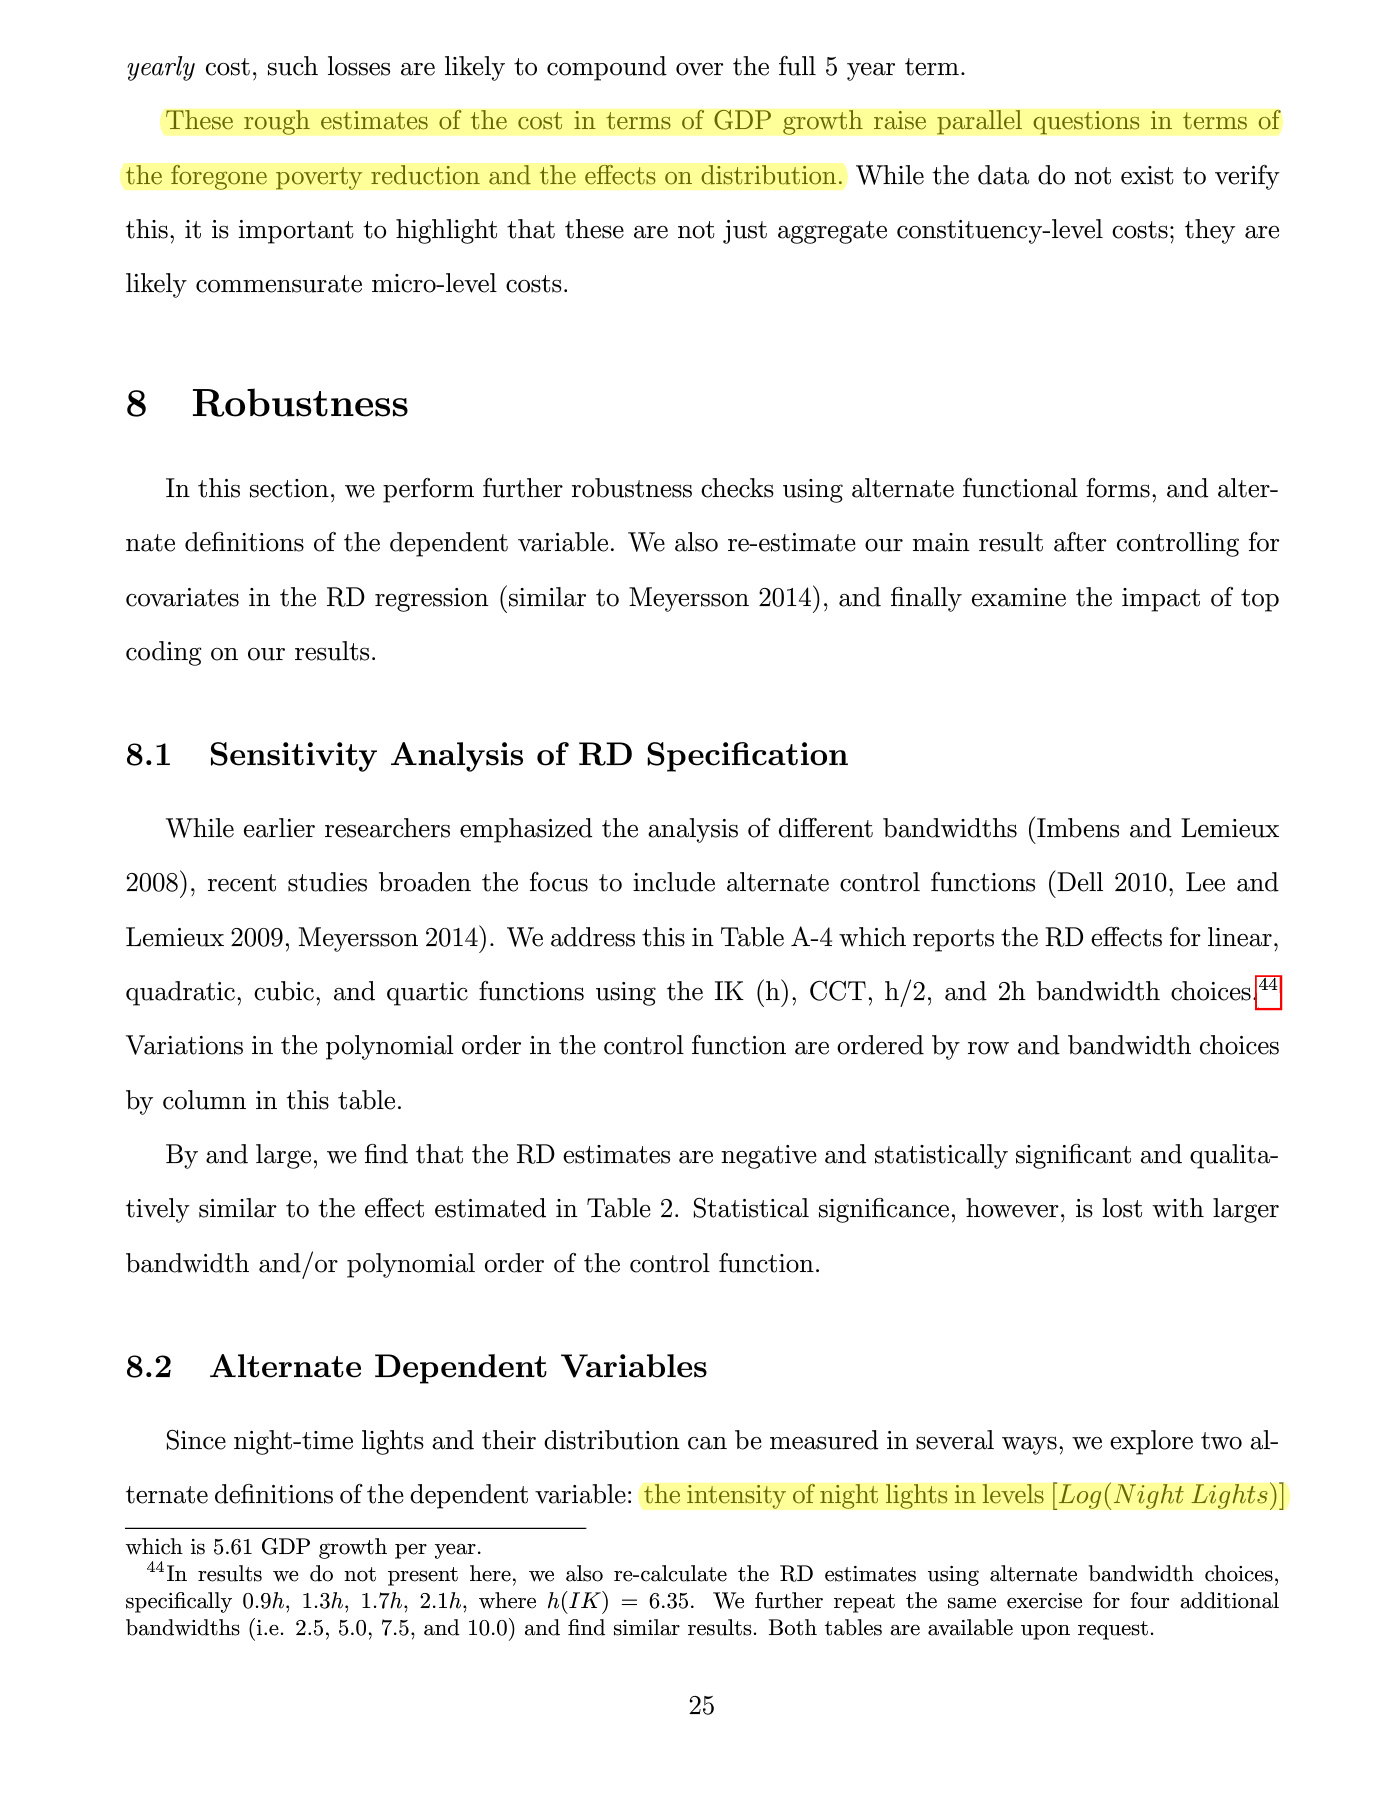 yearly cost, such losses are likely to compound over the full 5 year term.
These rough estimates of the cost in terms of GDP growth raise parallel questions in terms of
the foregone poverty reduction and the effects on distribution. While the data do not exist to verify
this, it is important to highlight that these are not just aggregate constituency-level costs; they are
likely commensurate micro-level costs.
8 Robustness
In this section, we perform further robustness checks using alternate functional forms, and alter-
nate definitions of the dependent variable. We also re-estimate our main result after controlling for
covariates in the RD regression (similar to Meyersson 2014), and finally examine the impact of top
coding on our results.
8.1 Sensitivity Analysis of RD Specification
While earlier researchers emphasized the analysis of different bandwidths (Imbens and Lemieux
2008), recent studies broaden the focus to include alternate control functions (Dell 2010, Lee and
Lemieux 2009, Meyersson 2014). We address this in Table A-4 which reports the RD effects for linear,
quadratic, cubic, and quartic functions using the IK (h), CCT, h/2, and 2h bandwidth choices.44
Variations in the polynomial order in the control function are ordered by row and bandwidth choices
by column in this table.
By and large, we find that the RD estimates are negative and statistically significant and qualita-
tively similar to the effect estimated in Table 2. Statistical significance, however, is lost with larger
bandwidth and/or polynomial order of the control function.
8.2 Alternate Dependent Variables
Since night-time lights and their distribution can be measured in several ways, we explore two al-
ternate definitions of the dependent variable: the intensity of night lights in levels [Log(Night Lights)]
which is 5.61 GDP growth per year.
44In results we do not present here, we also re-calculate the RD estimates using alternate bandwidth choices,
specifically 0.9h, 1.3h, 1.7h, 2.1h, where h(IK) = 6.35. We further repeat the same exercise for four additional
bandwidths (i.e. 2.5, 5.0, 7.5, and 10.0) and find similar results. Both tables are available upon request.
25